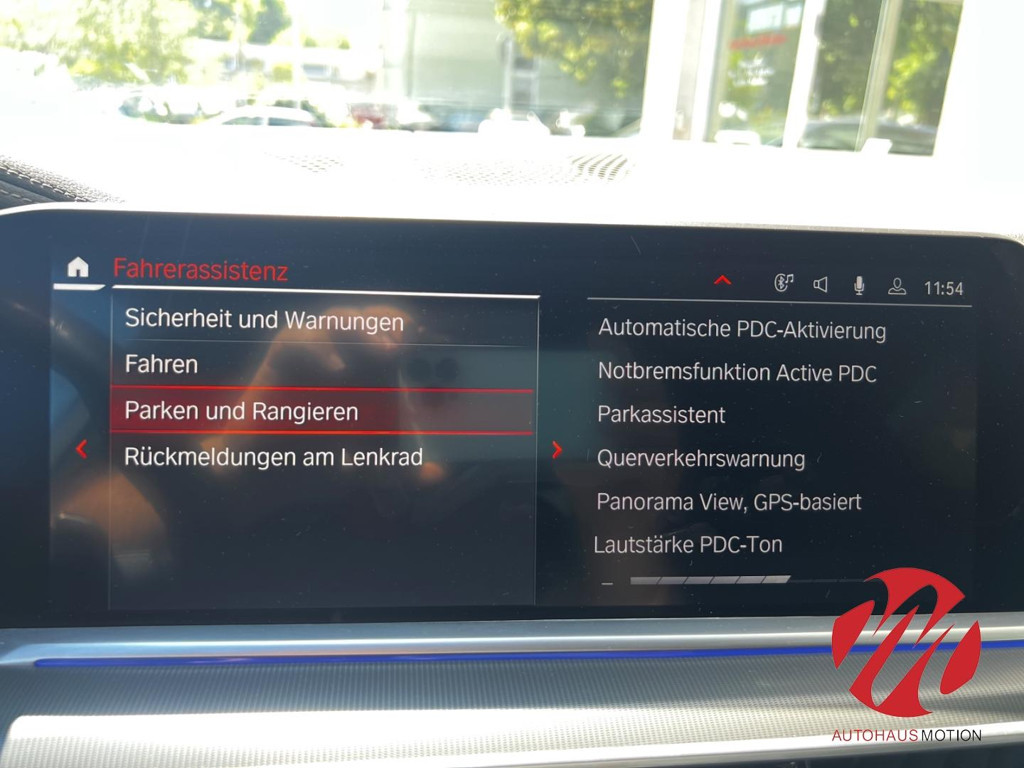 Fahrerassistenz
11:54
Sicherheit und Warnungen
Fahren
Parken und Rangieren
Rückmeldungen am Lenkrad
Automatische PDC-Aktivierung
Notbremsfunktion Active PDC
Parkassistent
Querverkehrswarnung
Panorama View, GPS-basiert
Lautstärke PDC-Ton
AUTOHAUS MOTION